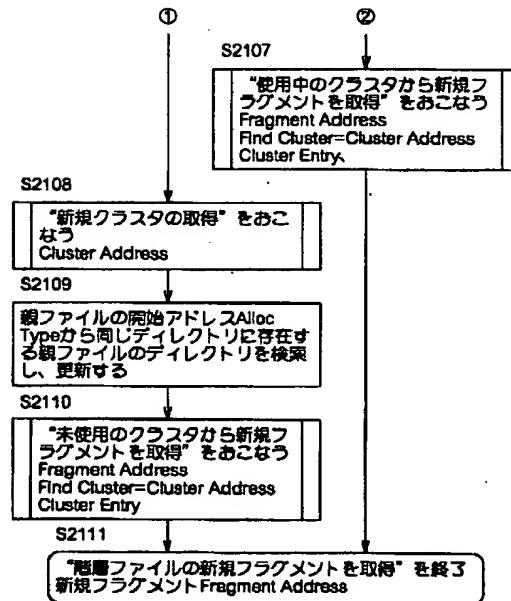 ①
②
S2107
“使用中のクラスタから新規フ
ラグメントを取得”をおこなう
Fragment Address
Find Cluster=Cluster Address
Cluster Entry、
S2108
“新規クラスタの取得”をおこ
なう
Cluster Address
S2109
親ファイルの開始アドレスAlloc
Typeから同じディレクトリに存在す
る親ファイルのディレクトリを検索
し、更新する
S2110
“未使用のクラスタから新規フ
ラグメントを取得”をおこなう
Fragment Address
Find Cluster=Cluster Address
Cluster Entry
S2111
“階層ファイルの新規フラグメントを取得”を終了
新規フラグメントFragment Address